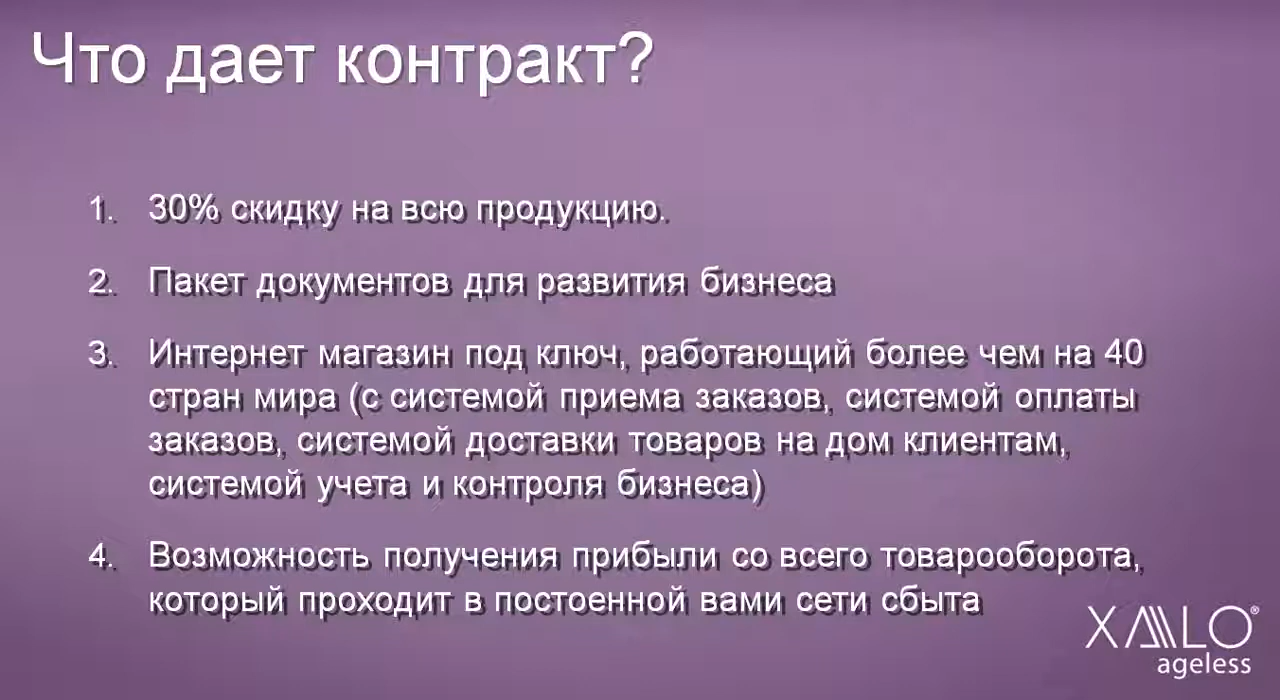 Что дает контракт?
1. 30% скидку на всю продукцию.
2. Пакет документов для развития бизнеса
3. Интернет магазин под ключ, работающий более чем на 40
стран мира (с системой приема заказов, системой оплаты
заказов, системой доставки товаров на дом клиентам,
системой учета и контроля бизнеса)
4. Возможность получения прибыли со всего товарооборота,
который проходит в постоенной вами сети сбыта
ageless